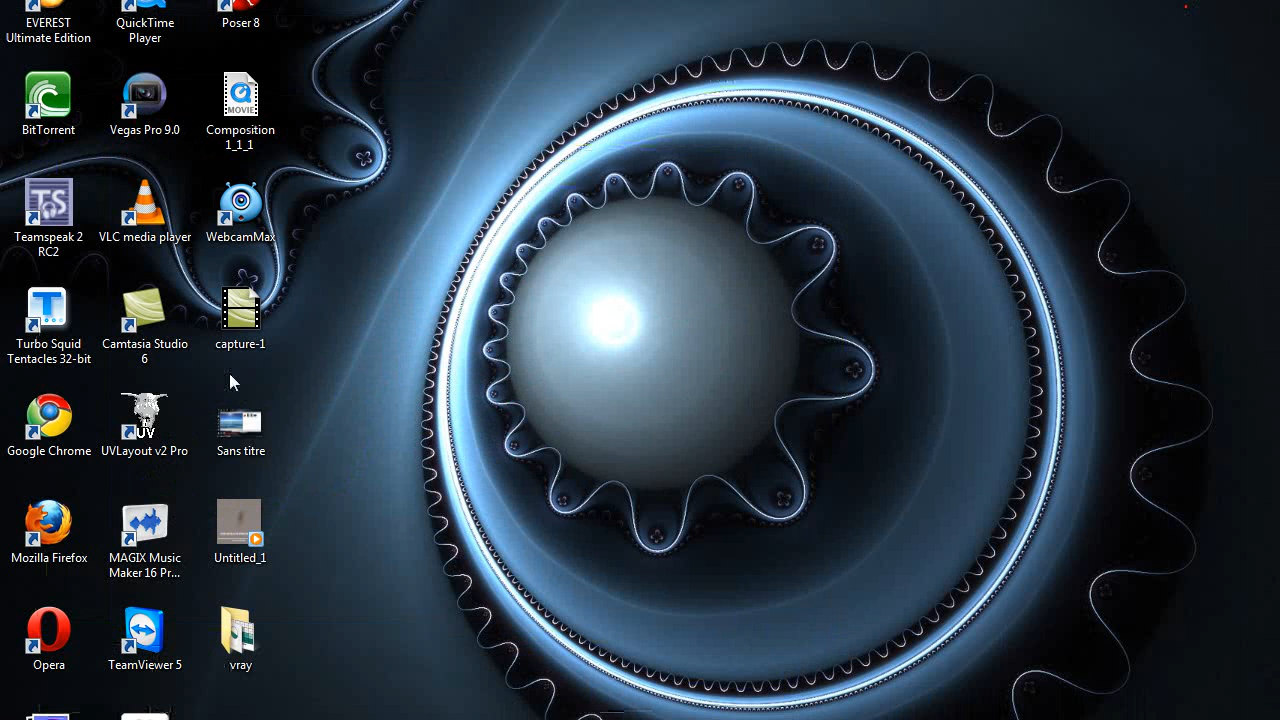 EVEREST
Ultimate Edition
QuickTime
Player
Poser 8
BitTorrent
Vegas Pro 9.0
MOVIE
Composition
1_1_1
TS
Teamspeak 2
RC2
VLC media player
WebcamMax
T
Turbo Squid
Tentacles 32-bit
Camtasia Studio
6
capture-1
Google Chrome
UV
UVLayout v2 Pro
Sans titre
Mozilla Firefox
MAGIX Music
Maker 16 Pr...
Untitled_1
Opera
TeamViewer 5
vray